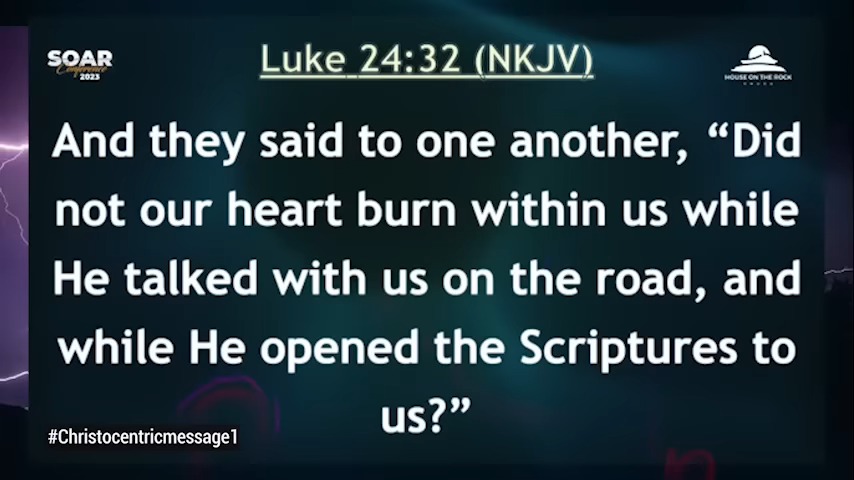 SOAR
Conference
2023
Luke 24:32 (NKJV)
HOUSE ON THE ROCK
And they said to one another, “Did
not our heart burn within us while
He talked with us on the road, and
while He opened the Scriptures to
us?”
#Christocentricmessage1